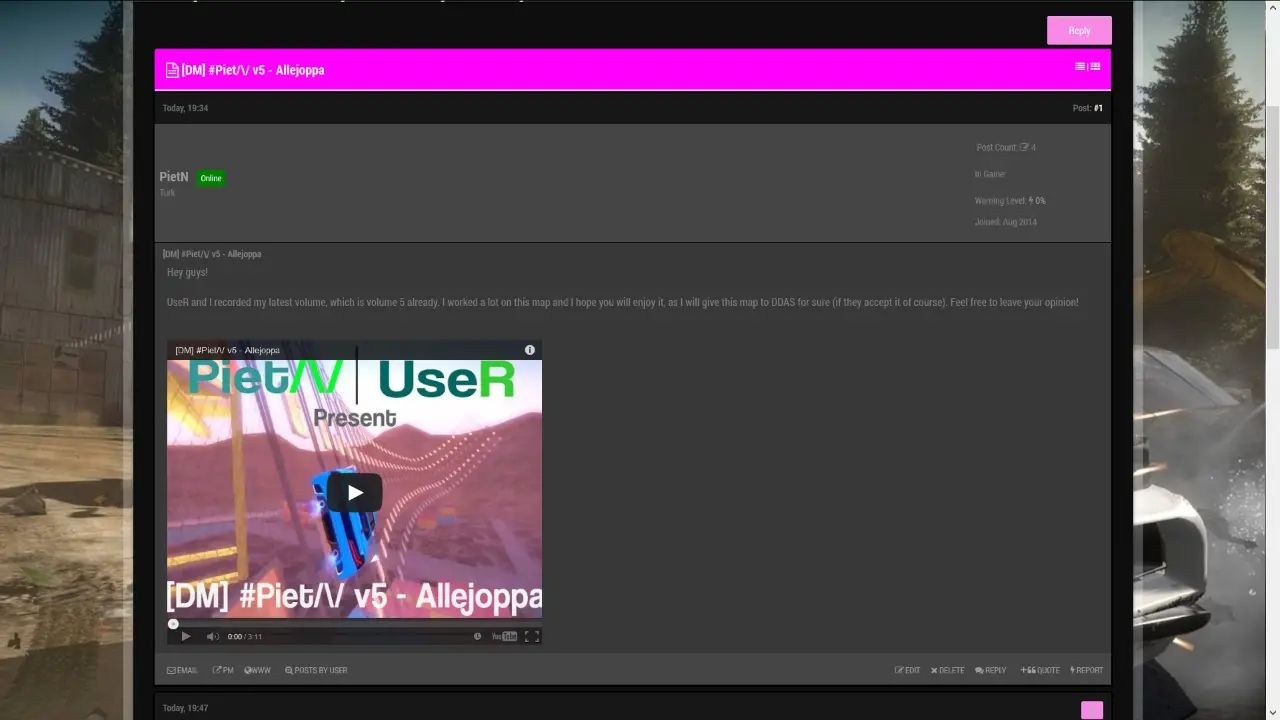 Reply
[DM] #Piet/\/ v5 - Allejoppa
|
Today, 19:34
Post: #1
PietN Online
Turk
Post Count: 4
In Game:
Warning Level: 0%
Joined: Aug 2014
[DM] #Piet/\/ v5 - Allejoppa
Hey guys!
UseR and I recorded my latest volume, which is volume 5 already. I worked a lot on this map and I hope you will enjoy it, as I will give this map to DDAS for sure (if they accept it of course). Feel free to leave your opinion!
[DM] #Piet/\/ v5 - Allejoppa
Piet/\/ | UseR
Present
[DM] #Piet/\/ v5 - Allejoppa
0:00 / 3:11
YouTube
EMAIL PM WWW POSTS BY USER
EDIT DELETE REPLY QUOTE REPORT
Today, 19:47